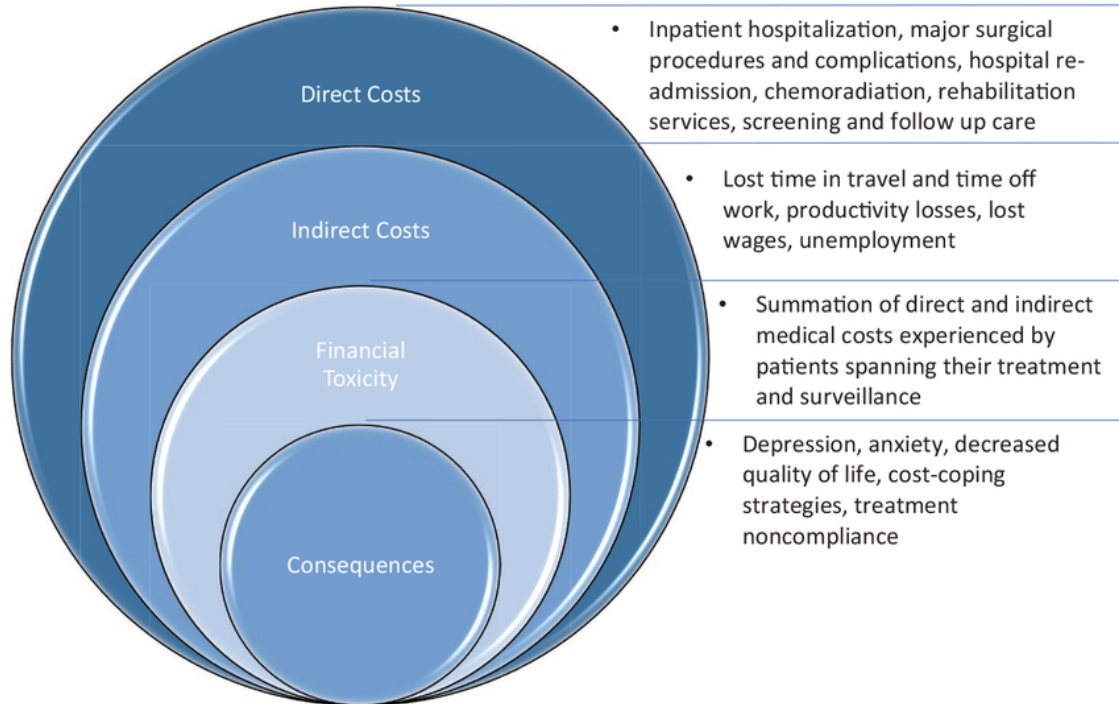 Direct Costs
• Inpatient hospitalization, major surgical
procedures and complications, hospital re-
admission, chemoradiation, rehabilitation
services, screening and follow up care
Indirect Costs
• Lost time in travel and time off
work, productivity losses, lost
wages, unemployment
Financial
Toxicity
• Summation of direct and indirect
medical costs experienced by
patients spanning their treatment
and surveillance
Consequences
• Depression, anxiety, decreased
quality of life, cost-coping
strategies, treatment
noncompliance